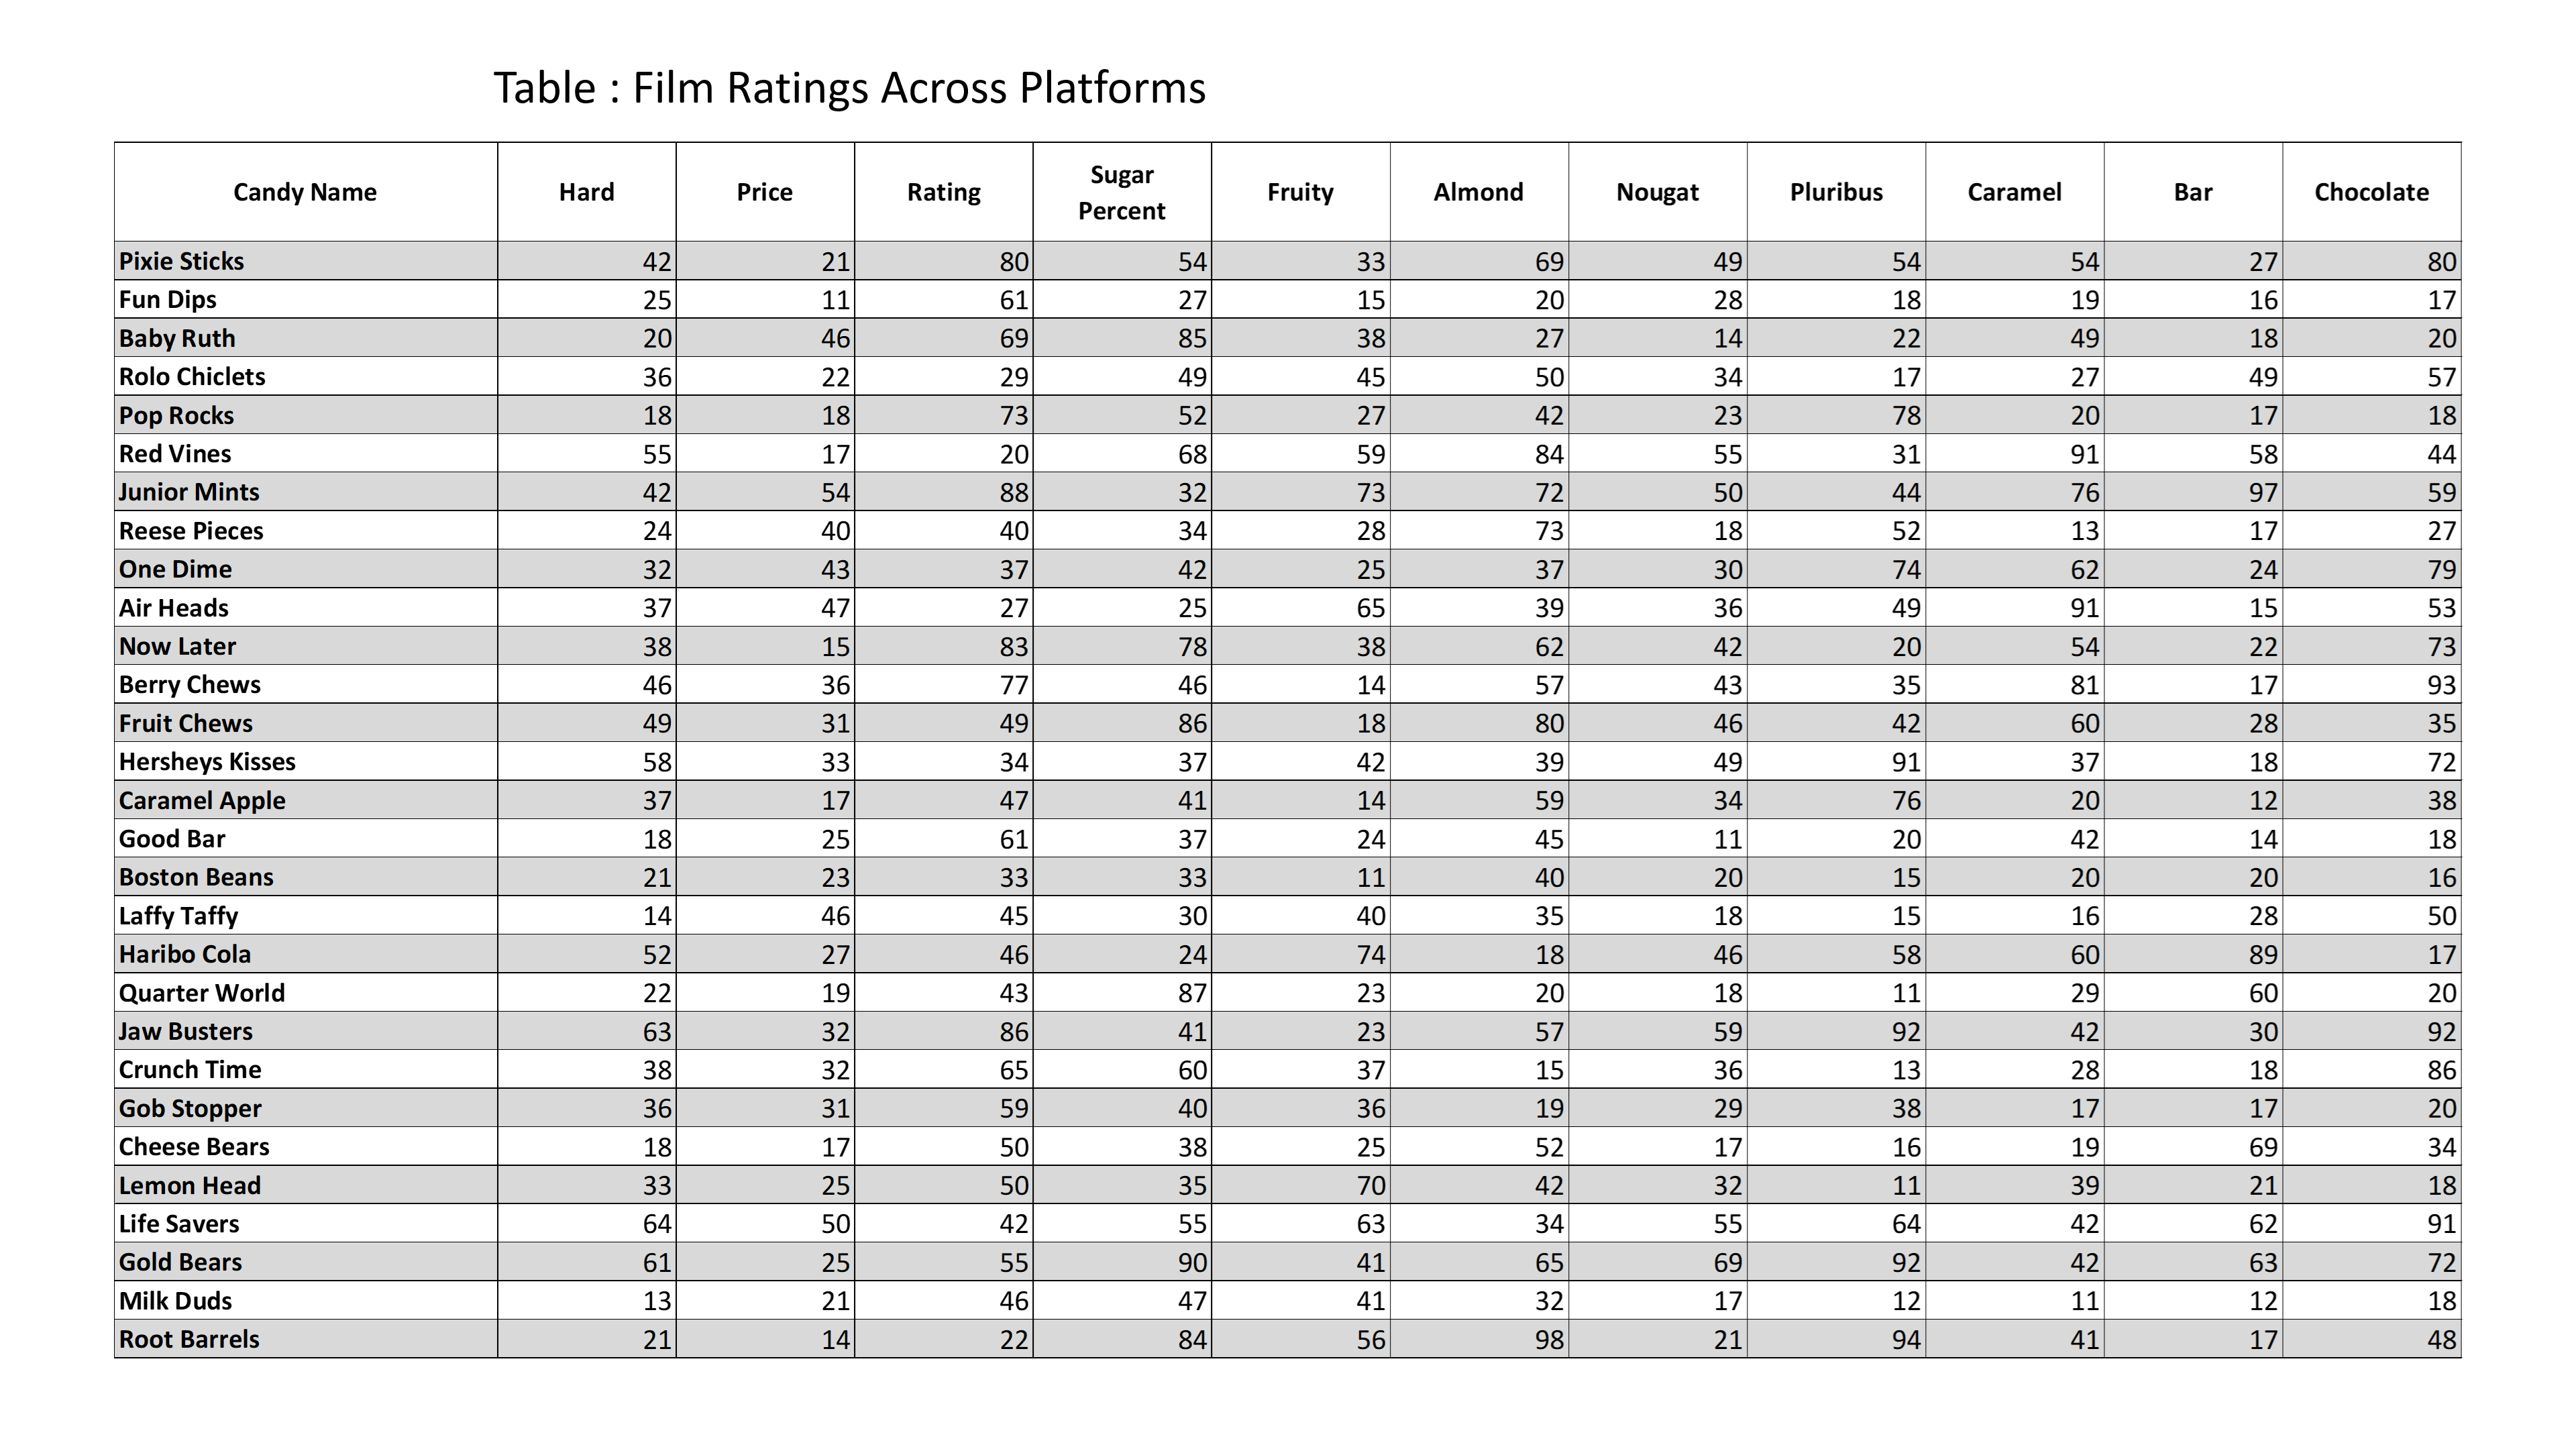 Table : Film Ratings Across Platforms
Candy Name Hard Price Rating Sugar Percent Fruity Almond Nougat Pluribus Caramel Bar Chocolate
Pixie Sticks 42 21 80 54 33 69 49 54 54 27 80
Fun Dips 25 11 61 27 15 20 28 18 19 16 17
Baby Ruth 20 46 69 85 38 27 14 22 49 18 20
Rolo Chiclets 36 22 29 49 45 50 34 17 27 49 57
Pop Rocks 18 18 73 52 27 42 23 78 20 17 18
Red Vines 55 17 20 68 59 84 55 31 91 58 44
Junior Mints 42 54 88 32 73 72 50 44 76 97 59
Reese Pieces 24 40 40 34 28 73 18 52 13 17 27
One Dime 32 43 37 42 25 37 30 74 62 24 79
Air Heads 37 47 27 25 65 39 36 49 91 15 53
Now Later 38 15 83 78 38 62 42 20 54 22 73
Berry Chews 46 36 77 46 14 57 43 35 81 17 93
Fruit Chews 49 31 49 86 18 80 46 42 60 28 35
Hersheys Kisses 58 33 34 37 42 39 49 91 37 18 72
Caramel Apple 37 17 47 41 14 59 34 76 20 12 38
Good Bar 18 25 61 37 24 45 11 20 42 14 18
Boston Beans 21 23 33 33 11 40 20 15 20 20 16
Laffy Taffy 14 46 45 30 40 35 18 15 16 28 50
Haribo Cola 52 27 46 24 74 18 46 58 60 89 17
Quarter World 22 19 43 87 23 20 18 11 29 60 20
Jaw Busters 63 32 86 41 23 57 59 92 42 30 92
Crunch Time 38 32 65 60 37 15 36 13 28 18 86
Gob Stopper 36 31 59 40 36 19 29 38 17 17 20
Cheese Bears 18 17 50 38 25 52 17 16 19 69 34
Lemon Head 33 25 50 35 70 42 32 11 39 21 18
Life Savers 64 50 42 55 63 34 55 64 42 62 91
Gold Bears 61 25 55 90 41 65 69 92 42 63 72
Milk Duds 13 21 46 47 41 32 17 12 11 12 18
Root Barrels 21 14 22 84 56 98 21 94 41 17 48